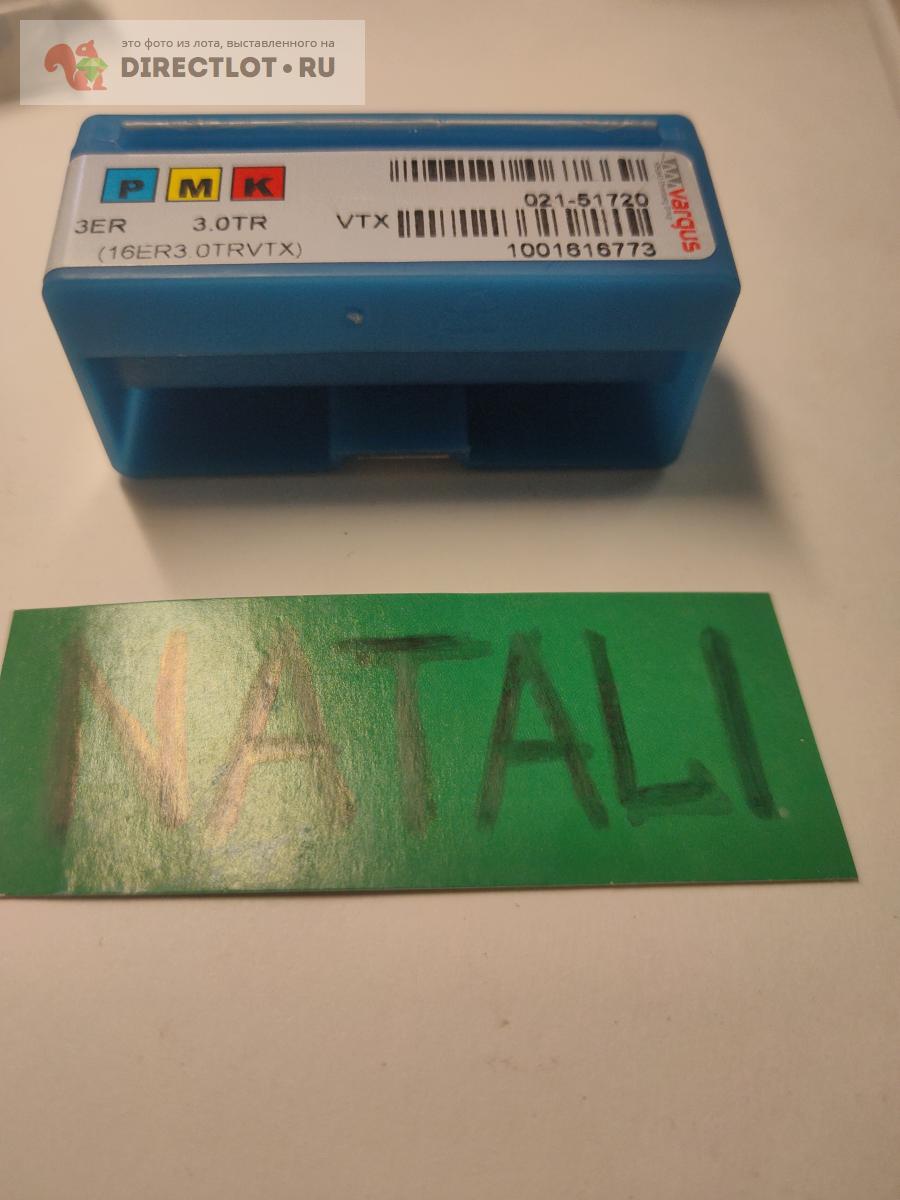 это фото из лота, выставленного на
DIRECTLOT•RU
P M K
021-51720
3ER 3.0TR VTX
(16ER3.0TRVTX) 1001616773
vargus
NATALI